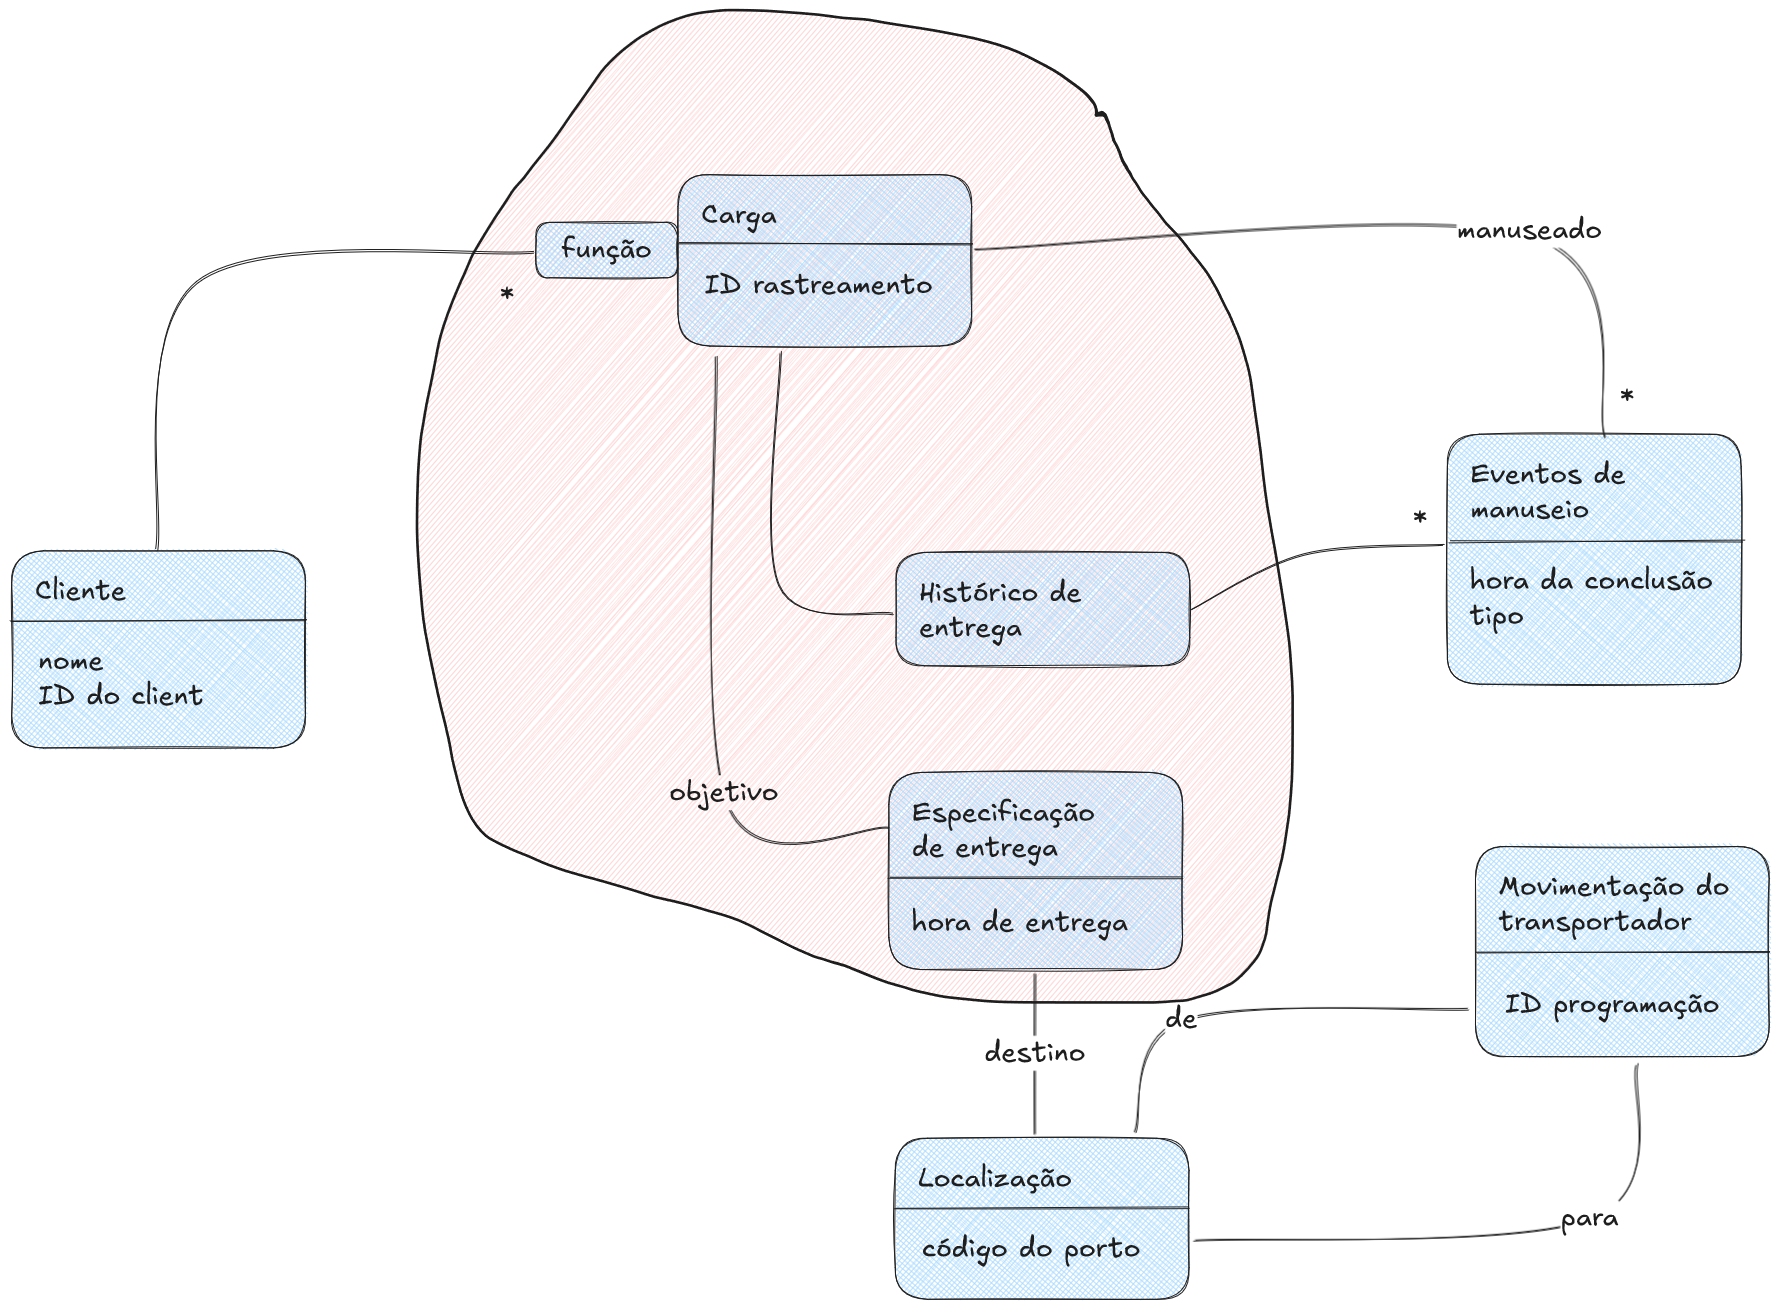 Carga
ID rastreamento
função
*
manuseado
*
Eventos de
manuseio
hora da conclusão
tipo
*
Cliente
nome
ID do client
Histórico de
entrega
objetivo
Especificação
de entrega
hora de entrega
Movimentação do
transportador
ID programação
de
destino
Localização
código do porto
para